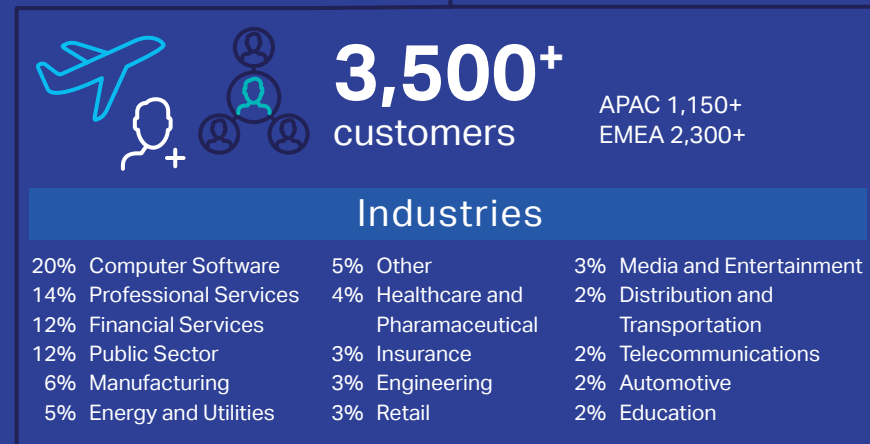 3,500+
customers
APAC 1,150+
EMEA 2,300+
Industries
20% Computer Software
14% Professional Services
12% Financial Services
12% Public Sector
6% Manufacturing
5% Energy and Utilities
5% Other
4% Healthcare and
Pharamaceutical
3% Insurance
3% Engineering
3% Retail
3% Media and Entertainment
2% Distribution and
Transportation
2% Telecommunications
2% Automotive
2% Education